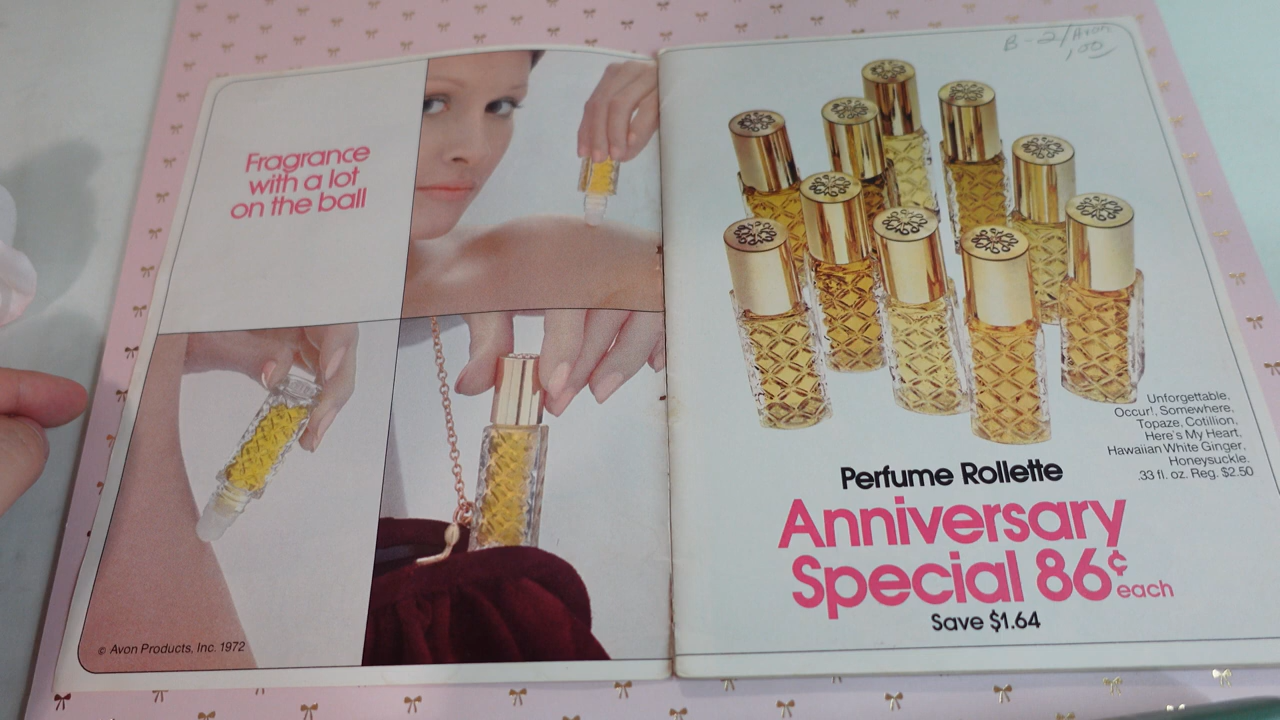 Fragrance
with a lot
on the ball
© Avon Products, Inc. 1972
B-2/Avon
1.00
Unforgettable,
Occur!, Somewhere,
Topaze, Cotillion,
Here's My Heart,
Hawaiian White Ginger,
Honeysuckle.
.33 fl. oz. Reg. $2.50
Perfume Rollette
Anniversary
Special 86¢
each
Save $1.64